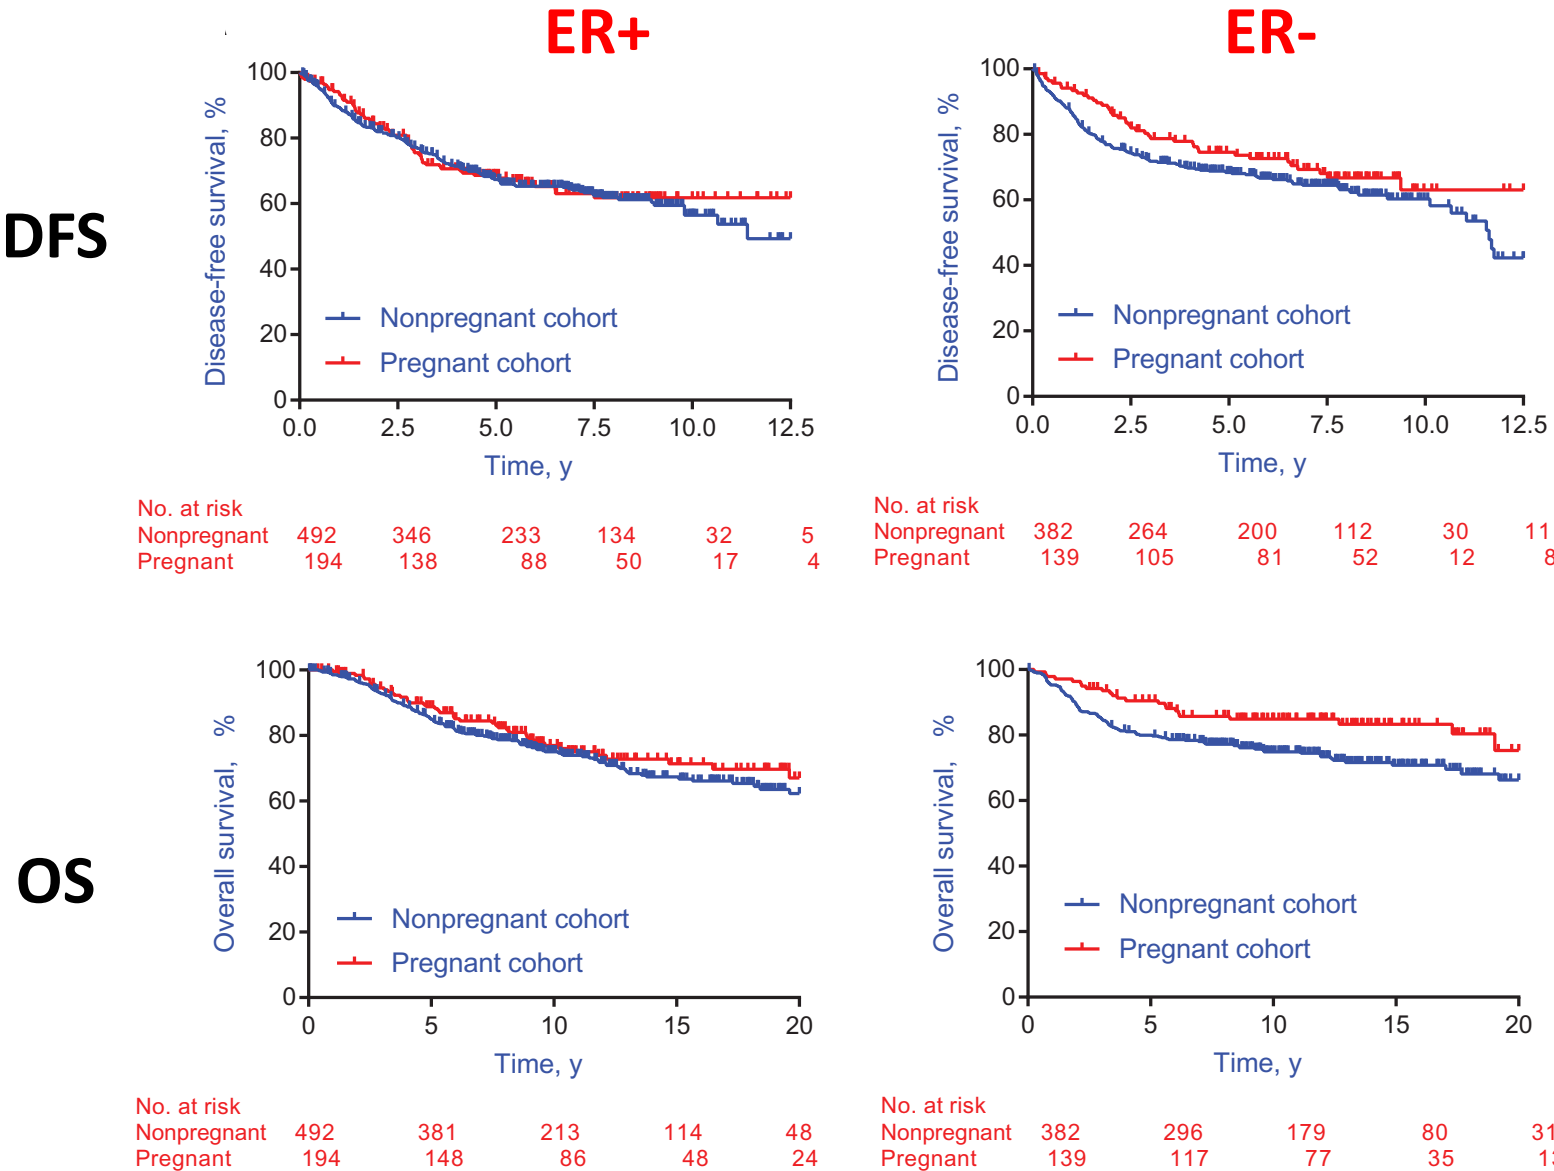 ER+
ER-
DFS
Disease-free survival, %
100
80
60
40
20
0
Nonpregnant cohort
Pregnant cohort
0.0 2.5 5.0 7.5 10.0 12.5
Time, y
No. at risk
Nonpregnant 492 346 233 134 32 5
Pregnant 194 138 88 50 17 4
Disease-free survival, %
100
80
60
40
20
0
Nonpregnant cohort
Pregnant cohort
0.0 2.5 5.0 7.5 10.0 12.5
Time, y
No. at risk
Nonpregnant 382 264 200 112 30 11
Pregnant 139 105 81 52 12 8
OS
Overall survival, %
100
80
60
40
20
0
Nonpregnant cohort
Pregnant cohort
0 5 10 15 20
Time, y
No. at risk
Nonpregnant 492 381 213 114 48
Pregnant 194 148 86 48 24
Overall survival, %
100
80
60
40
20
0
Nonpregnant cohort
Pregnant cohort
0 5 10 15 20
Time, y
No. at risk
Nonpregnant 382 296 179 80 31
Pregnant 139 117 77 35